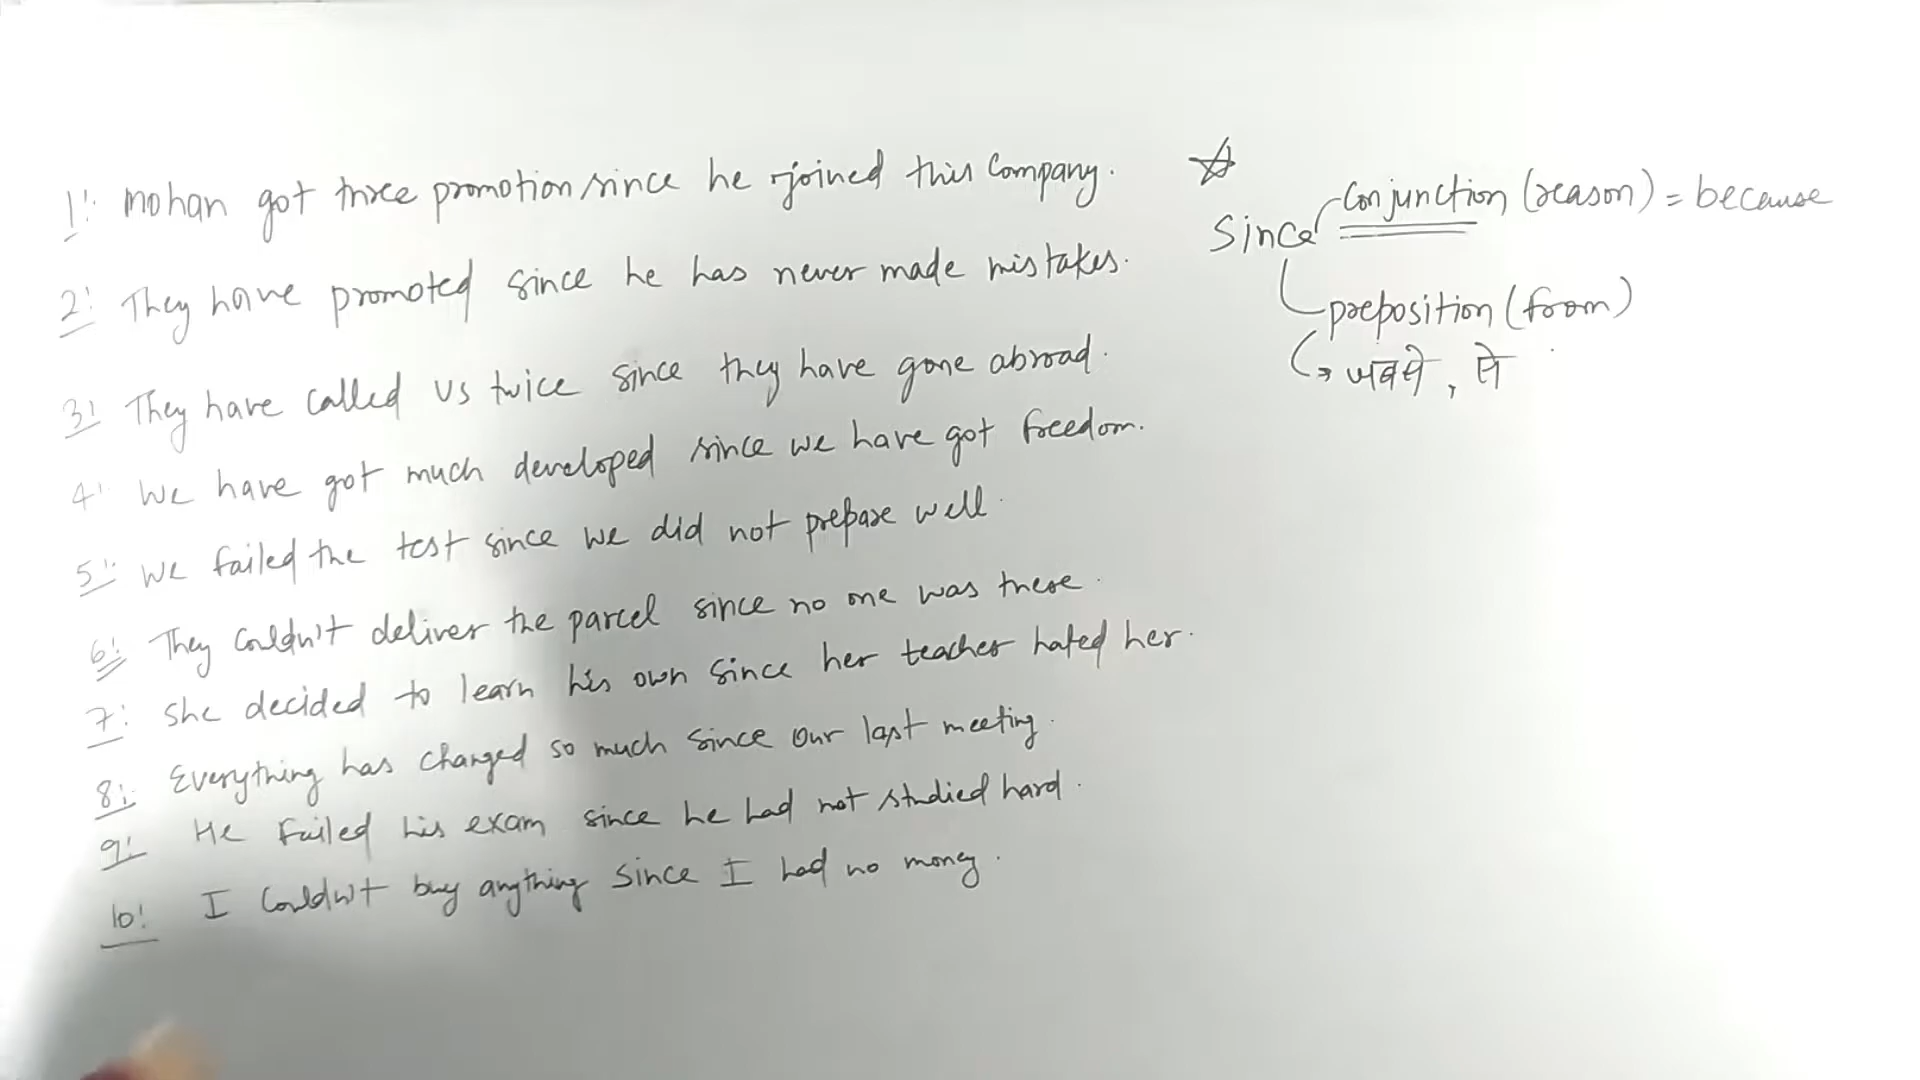 1: Mohan got three promotion since he joined this Company.
2: They have promoted since he has never made mistakes.
3: They have called us twice since they have gone abroad.
4: We have got much developed since we have got freedom.
5: We failed the test since we did not prepare well.
6: They couldn't deliver the parcel since no one was there.
7: She decided to learn his own since her teacher hated her.
8: Everything has changed so much since our last meeting.
9: He failed his exam since he had not studied hard.
10: I couldn't buy anything since I had no money.
Since
Conjunction (reason) = because
preposition (from)
जबसे, से